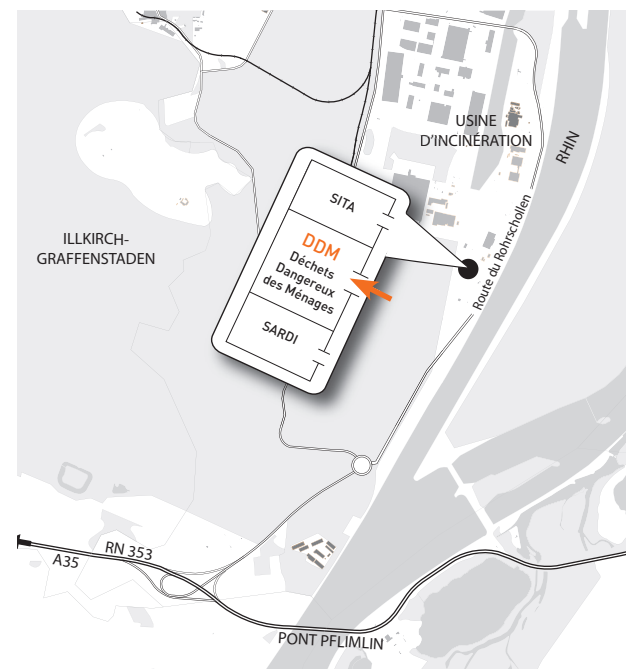 USINE
D'INCINÉRATION
RHIN
SITA
ILLKIRCH-
GRAFFENSTADEN
DDM
Déchets
Dangereux
des Ménages
Route du Rohrschollen
SARDI
RN 353
A35
PONT PFLIMLIN